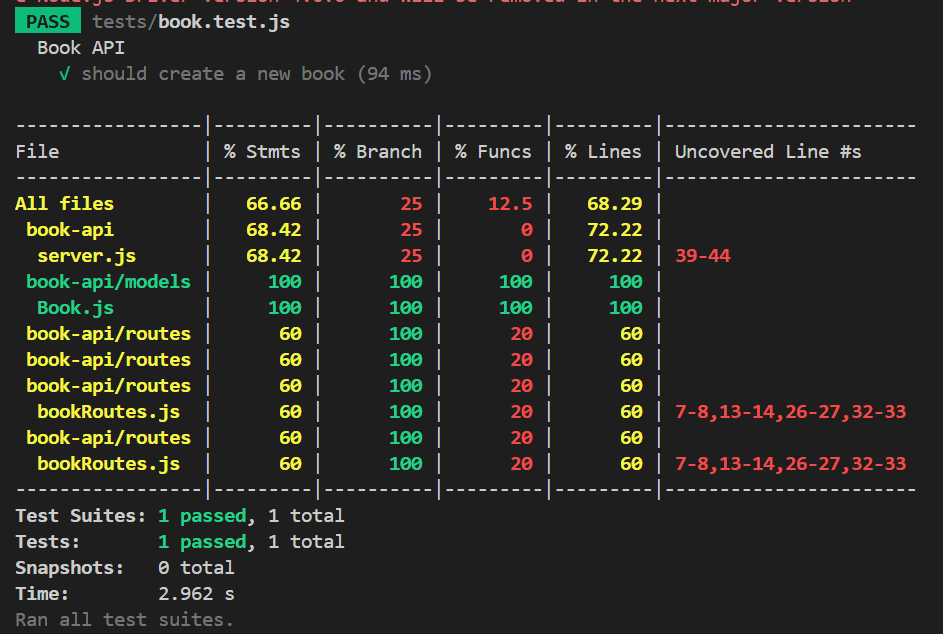 PASS tests/book.test.js
  Book API
    √ should create a new book (94 ms)
-----------------|---------|----------|---------|---------|-----------------------
File             | % Stmts | % Branch | % Funcs | % Lines | Uncovered Line #s
-----------------|---------|----------|---------|---------|-----------------------
All files        |   66.66 |       25 |    12.5 |   68.29 |
 book-api        |   68.42 |       25 |       0 |   72.22 |
  server.js      |   68.42 |       25 |       0 |   72.22 | 39-44
 book-api/models |     100 |      100 |     100 |     100 |
  Book.js        |     100 |      100 |     100 |     100 |
 book-api/routes |      60 |      100 |      20 |      60 |
 book-api/routes |      60 |      100 |      20 |      60 |
 book-api/routes |      60 |      100 |      20 |      60 |
  bookRoutes.js  |      60 |      100 |      20 |      60 | 7-8,13-14,26-27,32-33
 book-api/routes |      60 |      100 |      20 |      60 |
  bookRoutes.js  |      60 |      100 |      20 |      60 | 7-8,13-14,26-27,32-33
-----------------|---------|----------|---------|---------|-----------------------
Test Suites: 1 passed, 1 total
Tests:       1 passed, 1 total
Snapshots:   0 total
Time:        2.962 s
Ran all test suites.